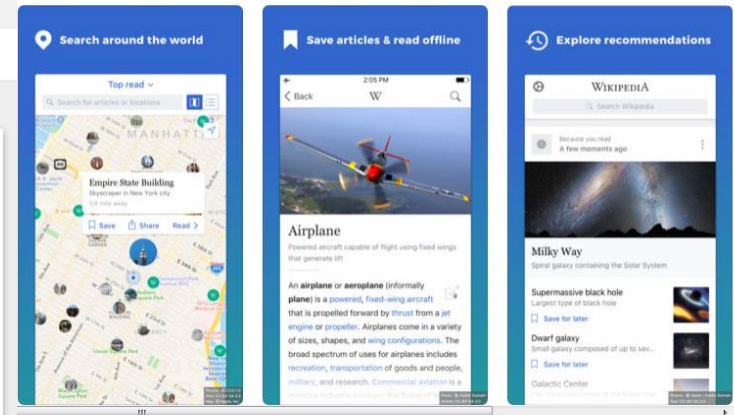 Search around the world
Top read
Search for articles or locations
MANHATTA
Empire State Building
Skyscraper in New York city
1/4 mile away
Save
Share
Read
Save articles & read offline
2:05 PM
Back
W
Airplane
Powered aircraft capable of flight using fixed wings
that generate lift
An airplane or aeroplane (informally
plane) is a powered, fixed-wing aircraft
that is propelled forward by thrust from a jet
engine or propeller. Airplanes come in a variety
of sizes, shapes, and wing configurations. The
broad spectrum of uses for airplanes includes
recreation, transportation of goods and people,
military, and research. Commercial aviation is a
Explore recommendations
WIKIPEDIA
Search Wikipedia
Because you read
A few moments ago
Milky Way
Spiral galaxy containing the Solar System
Supermassive black hole
Largest type of black hole
Save for later
Dwarf galaxy
Small galaxy composed of up to sev...
Save for later
Galactic Center